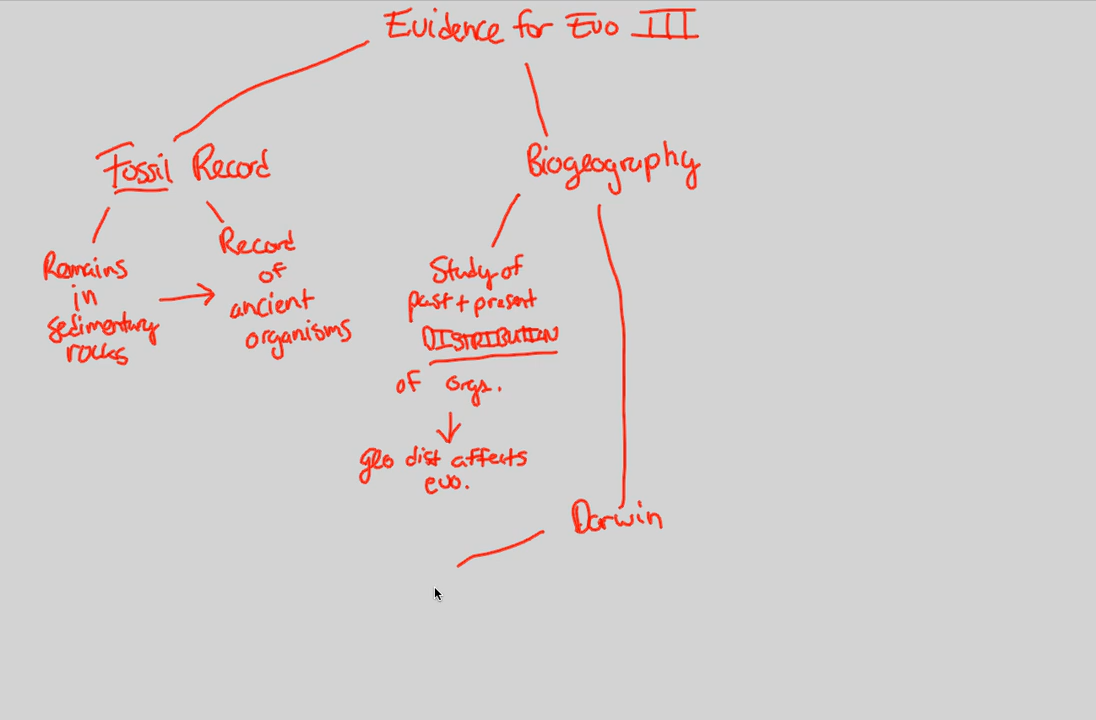 Evidence for Evo III
Fossil Record
Biogeography
Remains
in
sedimentary
rocks
Record
of
ancient
organisms
Study of
past + present
DISTRIBUTION
of orgs.
geo dist affects
evo.
Darwin